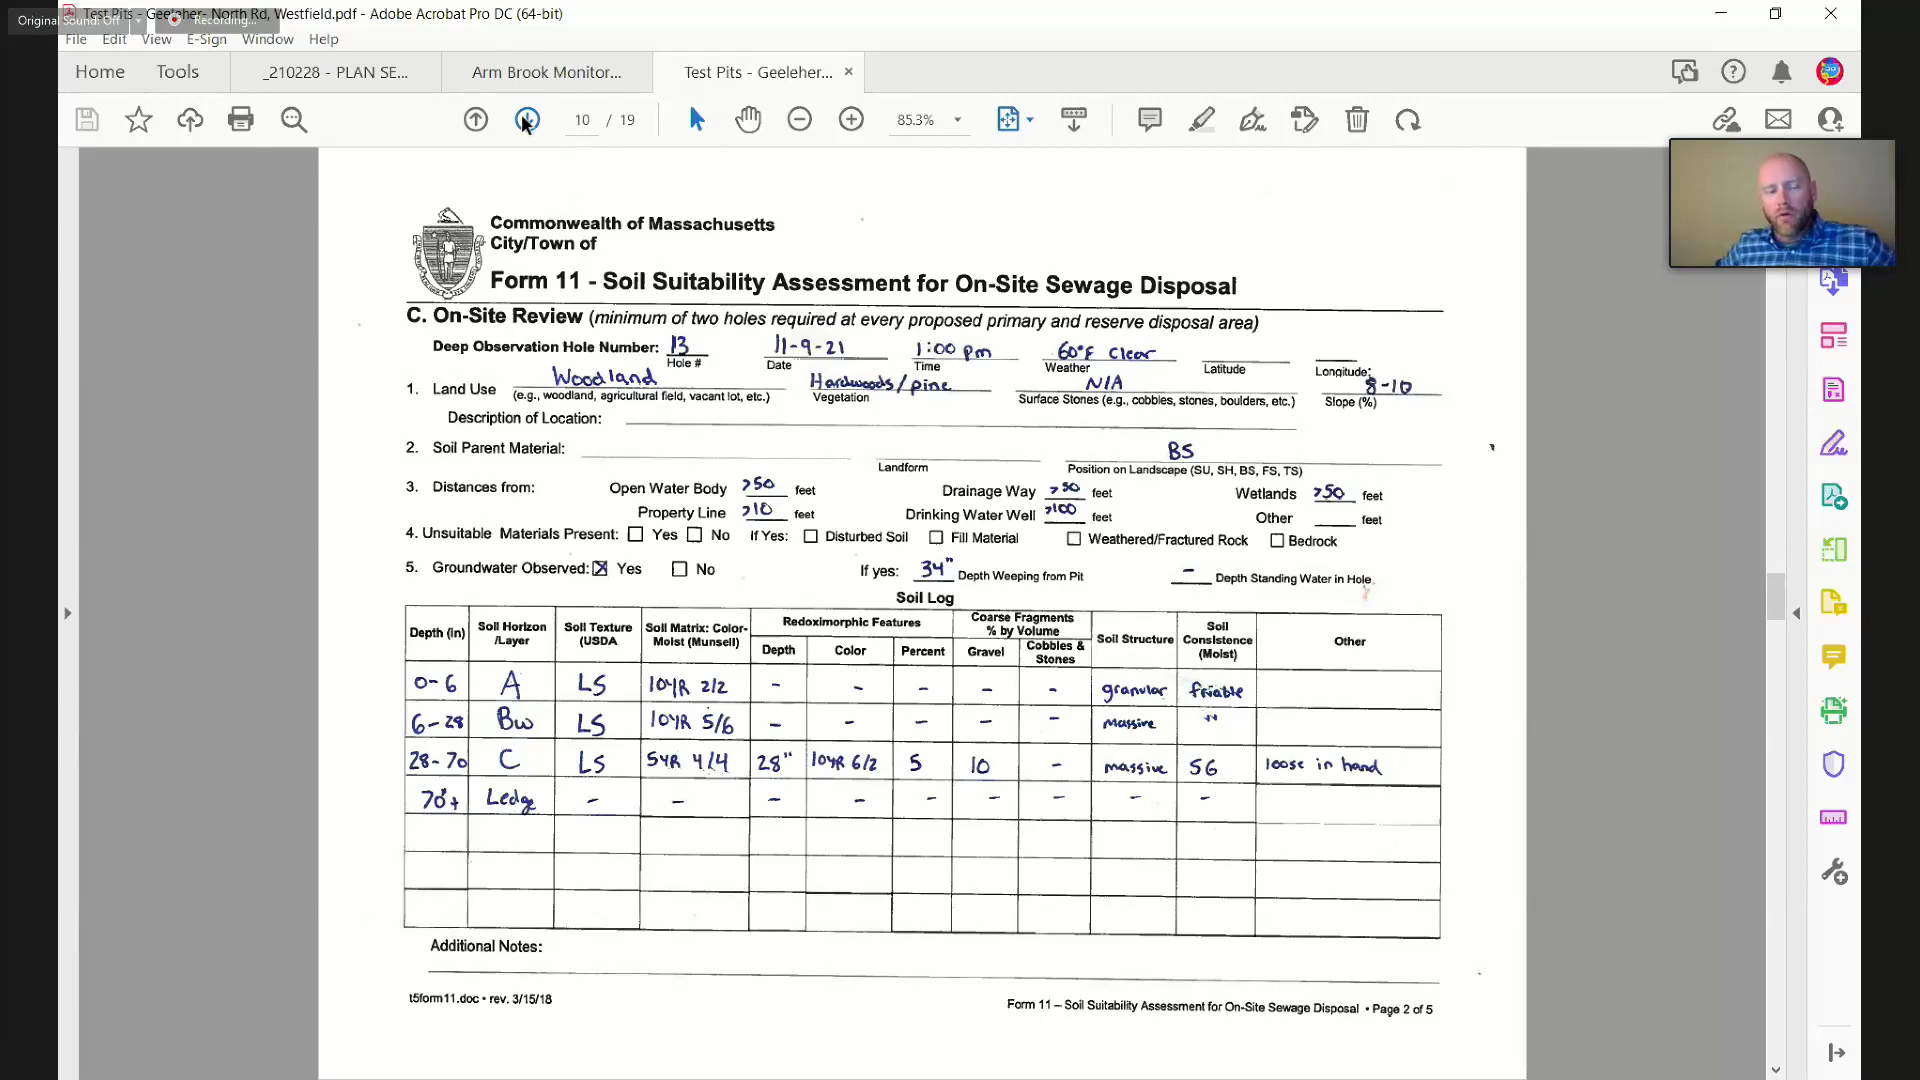 Original Sound: Off
Recording...
Test Pits - Geeleher- North Rd, Westfield.pdf - Adobe Acrobat Pro DC (64-bit)
File Edit View E-Sign Window Help
Home Tools _210228 - PLAN SE... Arm Brook Monitor... Test Pits - Geeleher... ×
10 / 19 85.3%
Commonwealth of Massachusetts
City/Town of
Form 11 - Soil Suitability Assessment for On-Site Sewage Disposal
C. On-Site Review (minimum of two holes required at every proposed primary and reserve disposal area)
Deep Observation Hole Number: 13 11-9-21 1:00 pm 60°F Clear
Hole # Date Time Weather Latitude Longitude:
1. Land Use Woodland Hardwoods/pine N/A 8-10
(e.g., woodland, agricultural field, vacant lot, etc.) Vegetation Surface Stones (e.g., cobbles, stones, boulders, etc.) Slope (%)
Description of Location:
2. Soil Parent Material: BS
Landform Position on Landscape (SU, SH, BS, FS, TS)
3. Distances from: Open Water Body >50 feet Drainage Way >50 feet Wetlands >50 feet
Property Line >10 feet Drinking Water Well >100 feet Other feet
4. Unsuitable Materials Present: Yes No If Yes: Disturbed Soil Fill Material Weathered/Fractured Rock Bedrock
5. Groundwater Observed: Yes No If yes: 34" Depth Weeping from Pit - Depth Standing Water in Hole
Soil Log
Depth (in) Soil Horizon /Layer Soil Texture (USDA Soil Matrix: Color- Moist (Munsell) Redoximorphic Features Coarse Fragments % by Volume Soil Structure Soil Consistence (Moist) Other
Depth Color Percent Gravel Cobbles & Stones
0-6 A LS 10YR 2/2 - - - - - granular friable
6-28 Bw LS 10YR 5/6 - - - - - massive "
28-70 C LS 5YR 4/4 28" 10YR 6/2 5 10 - massive SG loose in hand
70"+ Ledge - - - - - - - - -
Additional Notes:
t5form11.doc • rev. 3/15/18
Form 11 – Soil Suitability Assessment for On-Site Sewage Disposal • Page 2 of 5